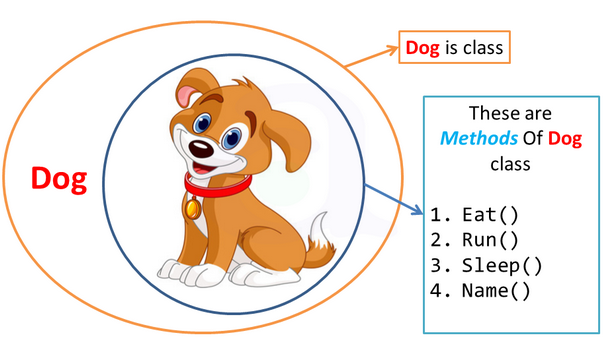 Dog is class
Dog
These are
Methods Of Dog
class
1. Eat()
2. Run()
3. Sleep()
4. Name()